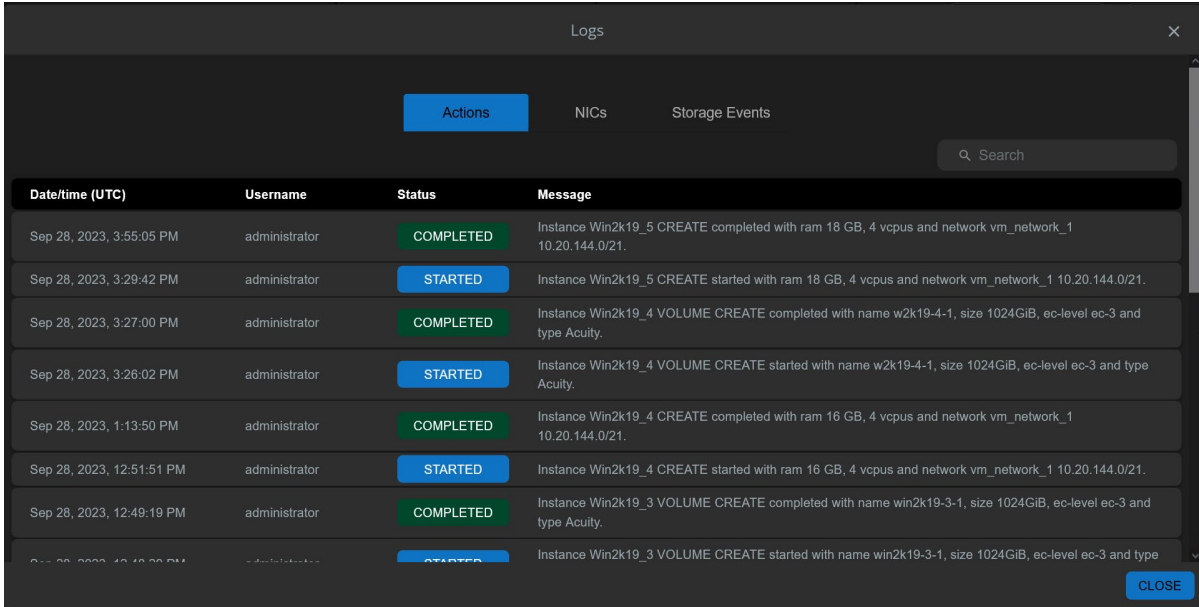 Logs
Actions
NICs
Storage Events
Search
Date/time (UTC)
Username
Status
Message
Sep 28, 2023, 3:55:05 PM
administrator
COMPLETED
Instance Win2k19_5 CREATE completed with ram 18 GB, 4 vcpus and network vm_network_1
10.20.144.0/21.
Sep 28, 2023, 3:29:42 PM
administrator
STARTED
Instance Win2k19_5 CREATE started with ram 18 GB, 4 vcpus and network vm_network_1 10.20.144.0/21.
Sep 28, 2023, 3:27:00 PM
administrator
COMPLETED
Instance Win2k19_4 VOLUME CREATE completed with name w2k19-4-1, size 1024GiB, ec-level ec-3 and
type Acuity.
Sep 28, 2023, 3:26:02 PM
administrator
STARTED
Instance Win2k19_4 VOLUME CREATE started with name w2k19-4-1, size 1024GiB, ec-level ec-3 and type
Acuity.
Sep 28, 2023, 1:13:50 PM
administrator
COMPLETED
Instance Win2k19_4 CREATE completed with ram 16 GB, 4 vcpus and network vm_network_1
10.20.144.0/21.
Sep 28, 2023, 12:51:51 PM
administrator
STARTED
Instance Win2k19_4 CREATE started with ram 16 GB, 4 vcpus and network vm_network_1 10.20.144.0/21.
Sep 28, 2023, 12:49:19 PM
administrator
COMPLETED
Instance Win2k19_3 VOLUME CREATE completed with name win2k19-3-1, size 1024GiB, ec-level ec-3 and
type Acuity.
administrator
STARTED
Instance Win2k19_3 VOLUME CREATE started with name win2k19-3-1, size 1024GiB, ec-level ec-3 and type
CLOSE